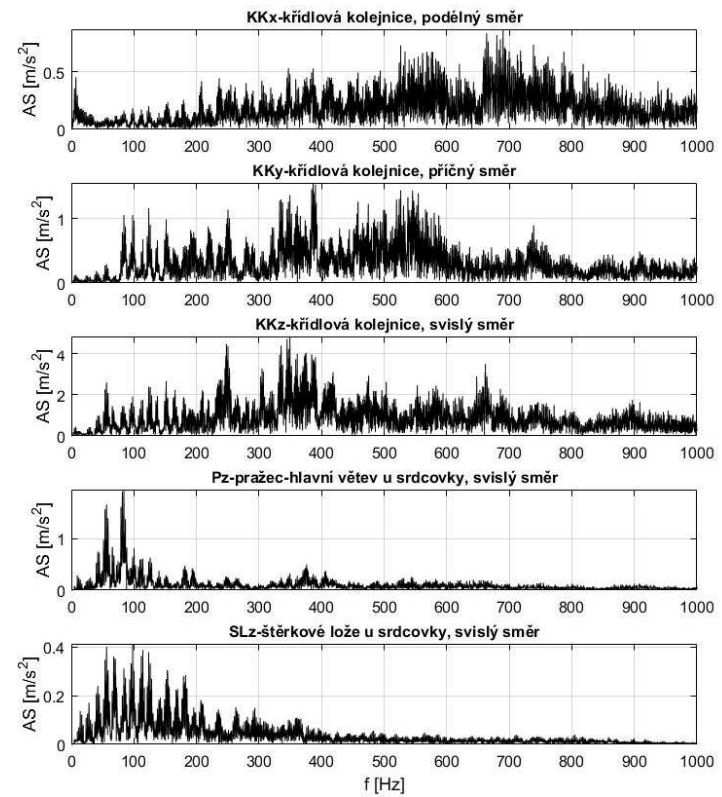 KKx-křídlová kolejnice, podélný směr
AS [m/s²]
0.5
0
0 100 200 300 400 500 600 700 800 900 1000
KKy-křídlová kolejnice, příčný směr
AS [m/s²]
1
0
0 100 200 300 400 500 600 700 800 900 1000
KKz-křídlová kolejnice, svislý směr
AS [m/s²]
4
2
0
0 100 200 300 400 500 600 700 800 900 1000
Pz-pražec-hlavní větev u srdcovky, svislý směr
AS [m/s²]
1
0
0 100 200 300 400 500 600 700 800 900 1000
SLz-štěrkové lože u srdcovky, svislý směr
AS [m/s²]
0.4
0.2
0
0 100 200 300 400 500 600 700 800 900 1000
f [Hz]